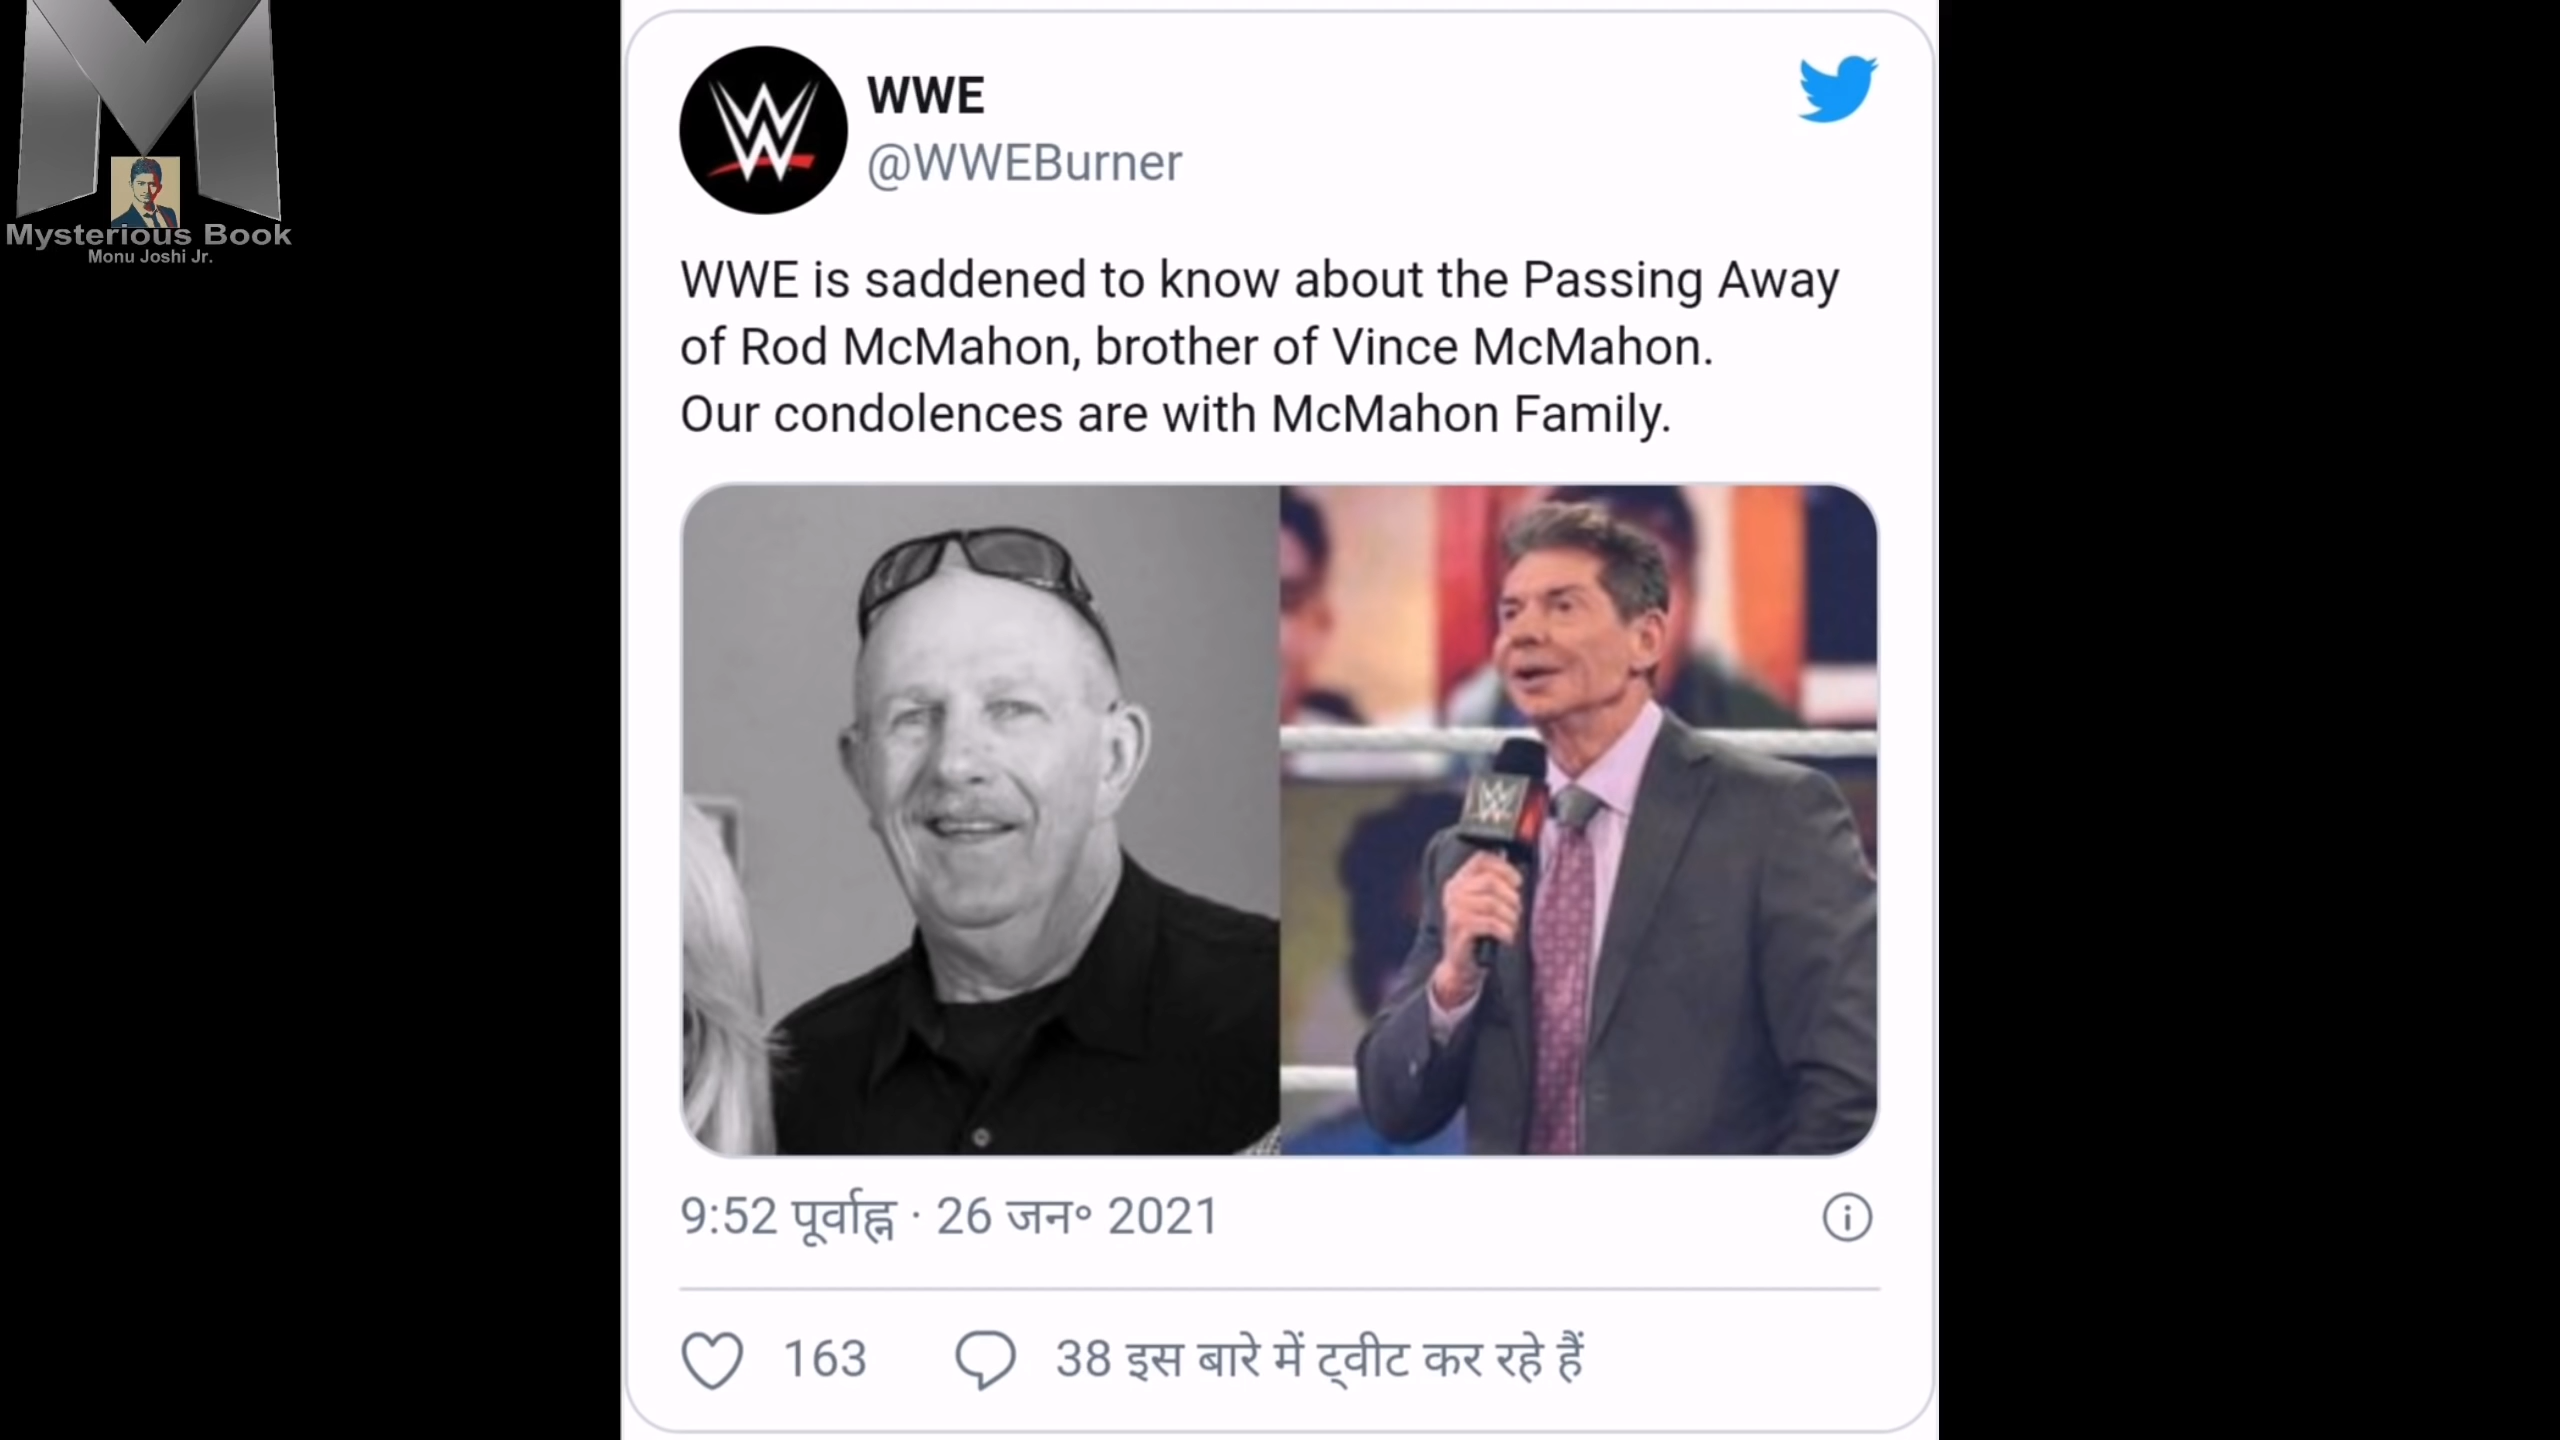 Mysterious Book
Monu Joshi Jr.
WWE
@WWEBurner
WWE is saddened to know about the Passing Away
of Rod McMahon, brother of Vince McMahon.
Our condolences are with McMahon Family.
9:52 पूर्वाह्न · 26 जन॰ 2021
163
38 इस बारे में ट्वीट कर रहे हैं